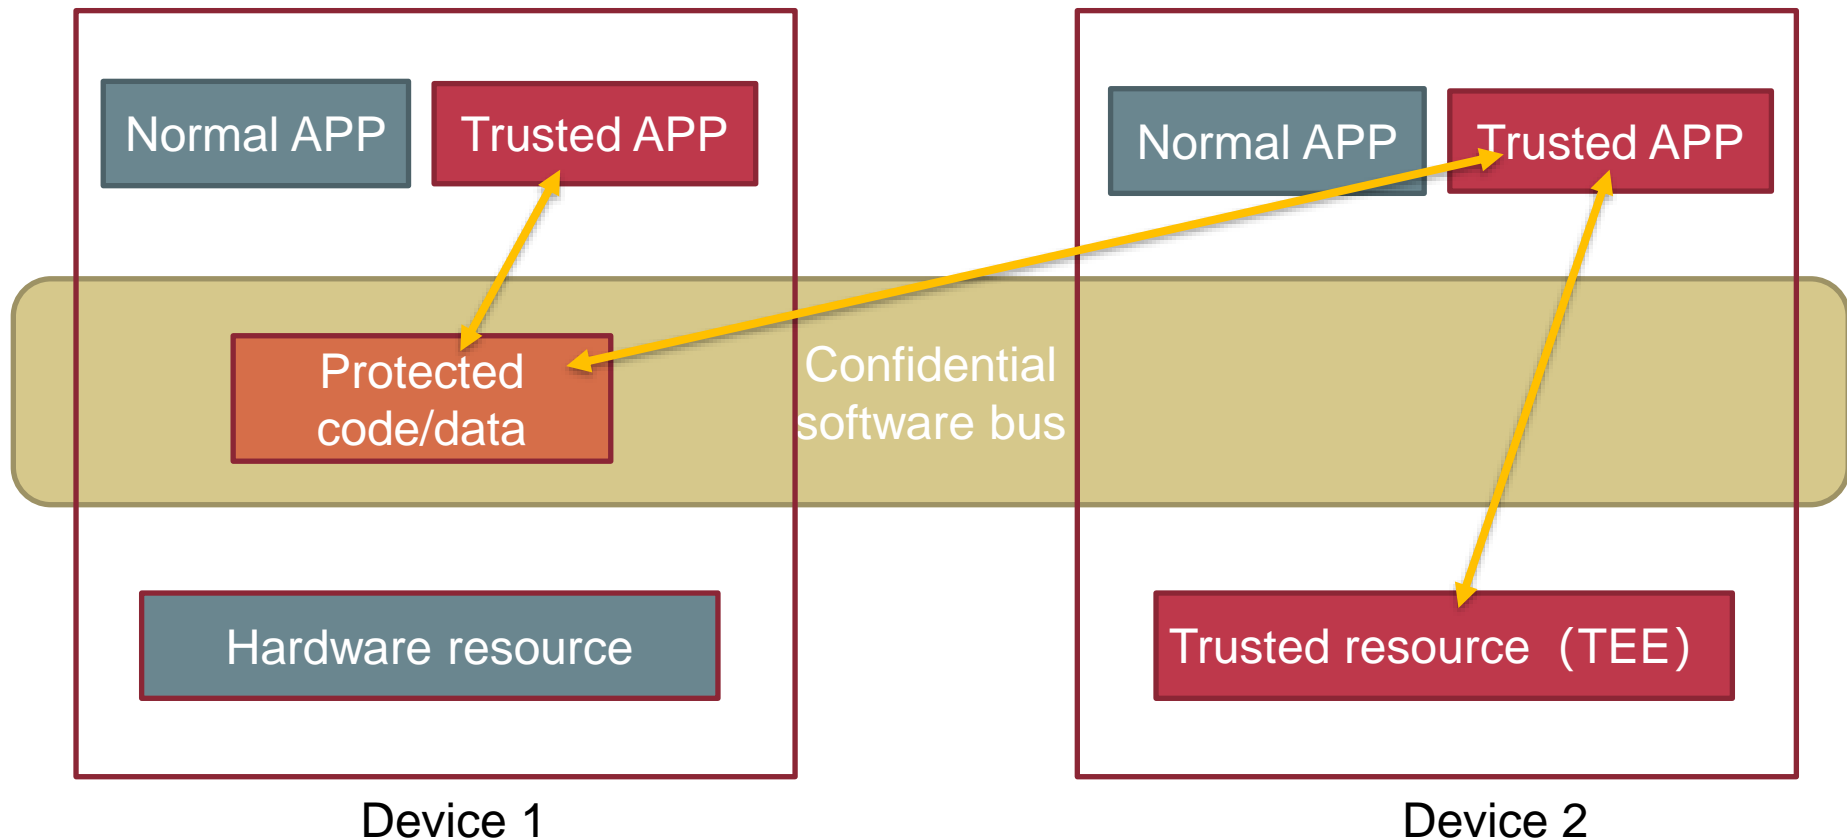 Normal APP
Trusted APP
Normal APP
Trusted APP
Protected
code/data
Confidential
software bus
Hardware resource
Trusted resource（TEE）
Device 1
Device 2